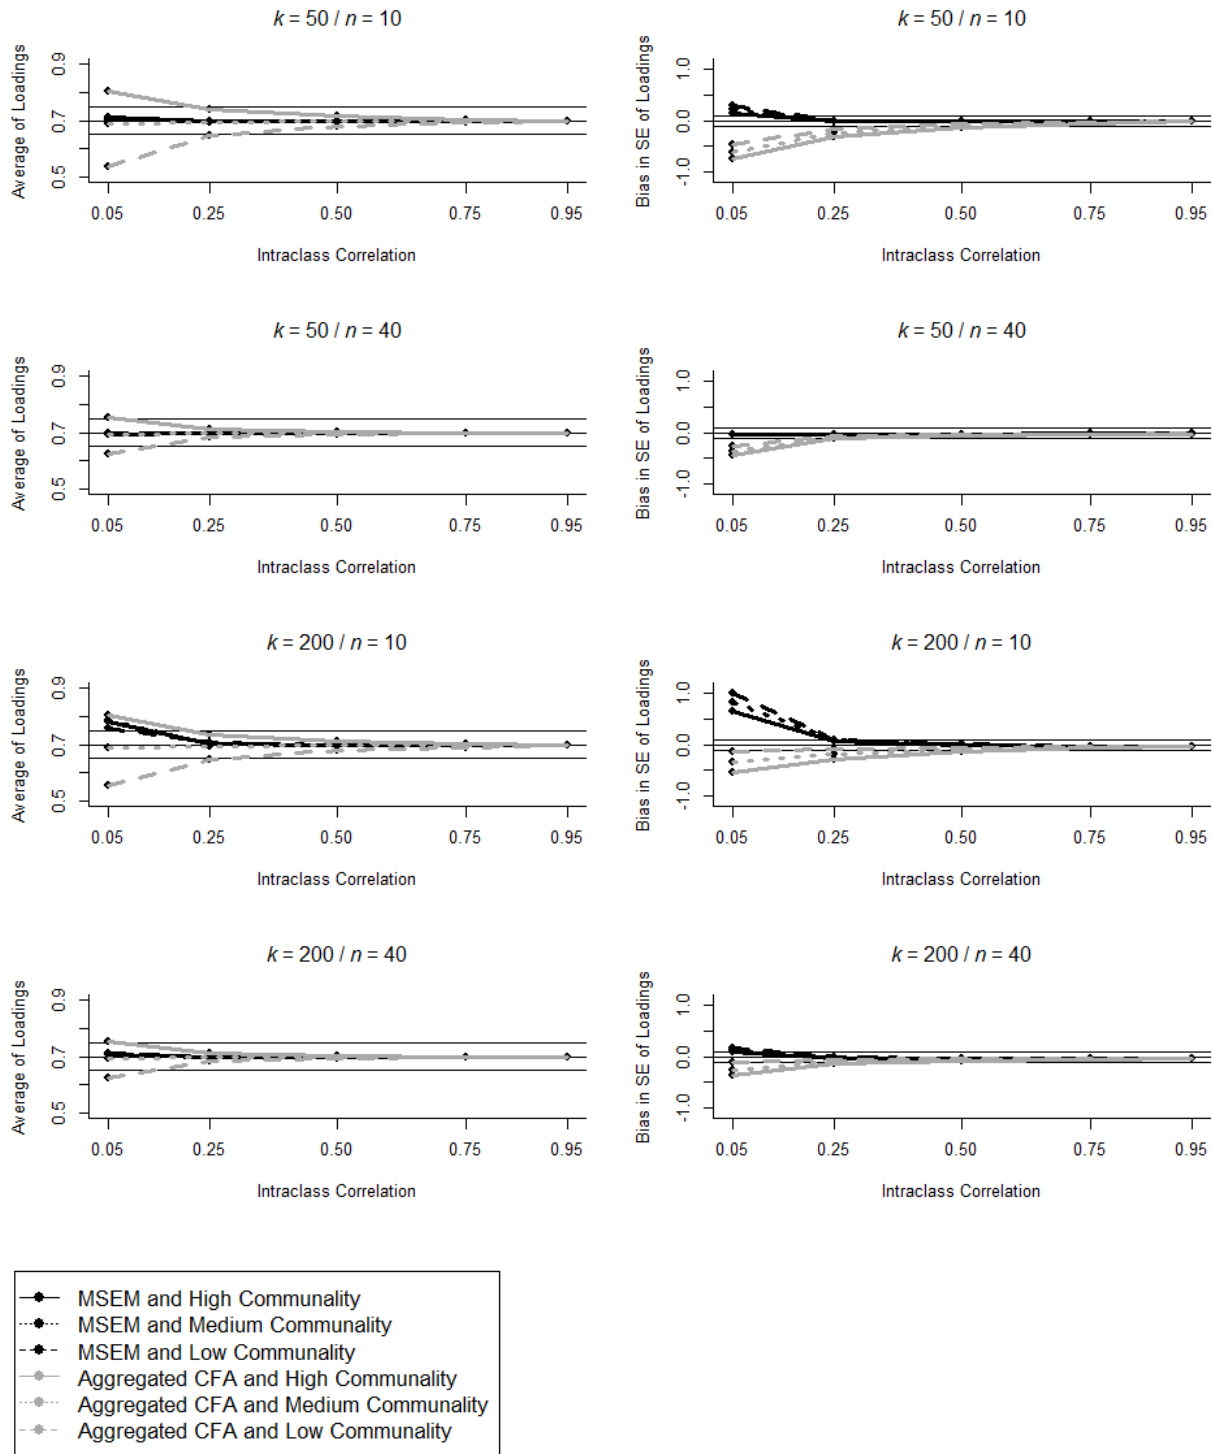 k = 50 / n = 10
Average of Loadings
0.5 0.7 0.9
0.05 0.25 0.50 0.75 0.95
Intraclass Correlation
k = 50 / n = 10
Bias in SE of Loadings
-1.0 0.0 1.0
0.05 0.25 0.50 0.75 0.95
Intraclass Correlation
k = 50 / n = 40
Average of Loadings
0.5 0.7 0.9
0.05 0.25 0.50 0.75 0.95
Intraclass Correlation
k = 50 / n = 40
Bias in SE of Loadings
-1.0 0.0 1.0
0.05 0.25 0.50 0.75 0.95
Intraclass Correlation
k = 200 / n = 10
Average of Loadings
0.5 0.7 0.9
0.05 0.25 0.50 0.75 0.95
Intraclass Correlation
k = 200 / n = 10
Bias in SE of Loadings
-1.0 0.0 1.0
0.05 0.25 0.50 0.75 0.95
Intraclass Correlation
k = 200 / n = 40
Average of Loadings
0.5 0.7 0.9
0.05 0.25 0.50 0.75 0.95
Intraclass Correlation
k = 200 / n = 40
Bias in SE of Loadings
-1.0 0.0 1.0
0.05 0.25 0.50 0.75 0.95
Intraclass Correlation
MSEM and High Communality
MSEM and Medium Communality
MSEM and Low Communality
Aggregated CFA and High Communality
Aggregated CFA and Medium Communality
Aggregated CFA and Low Communality